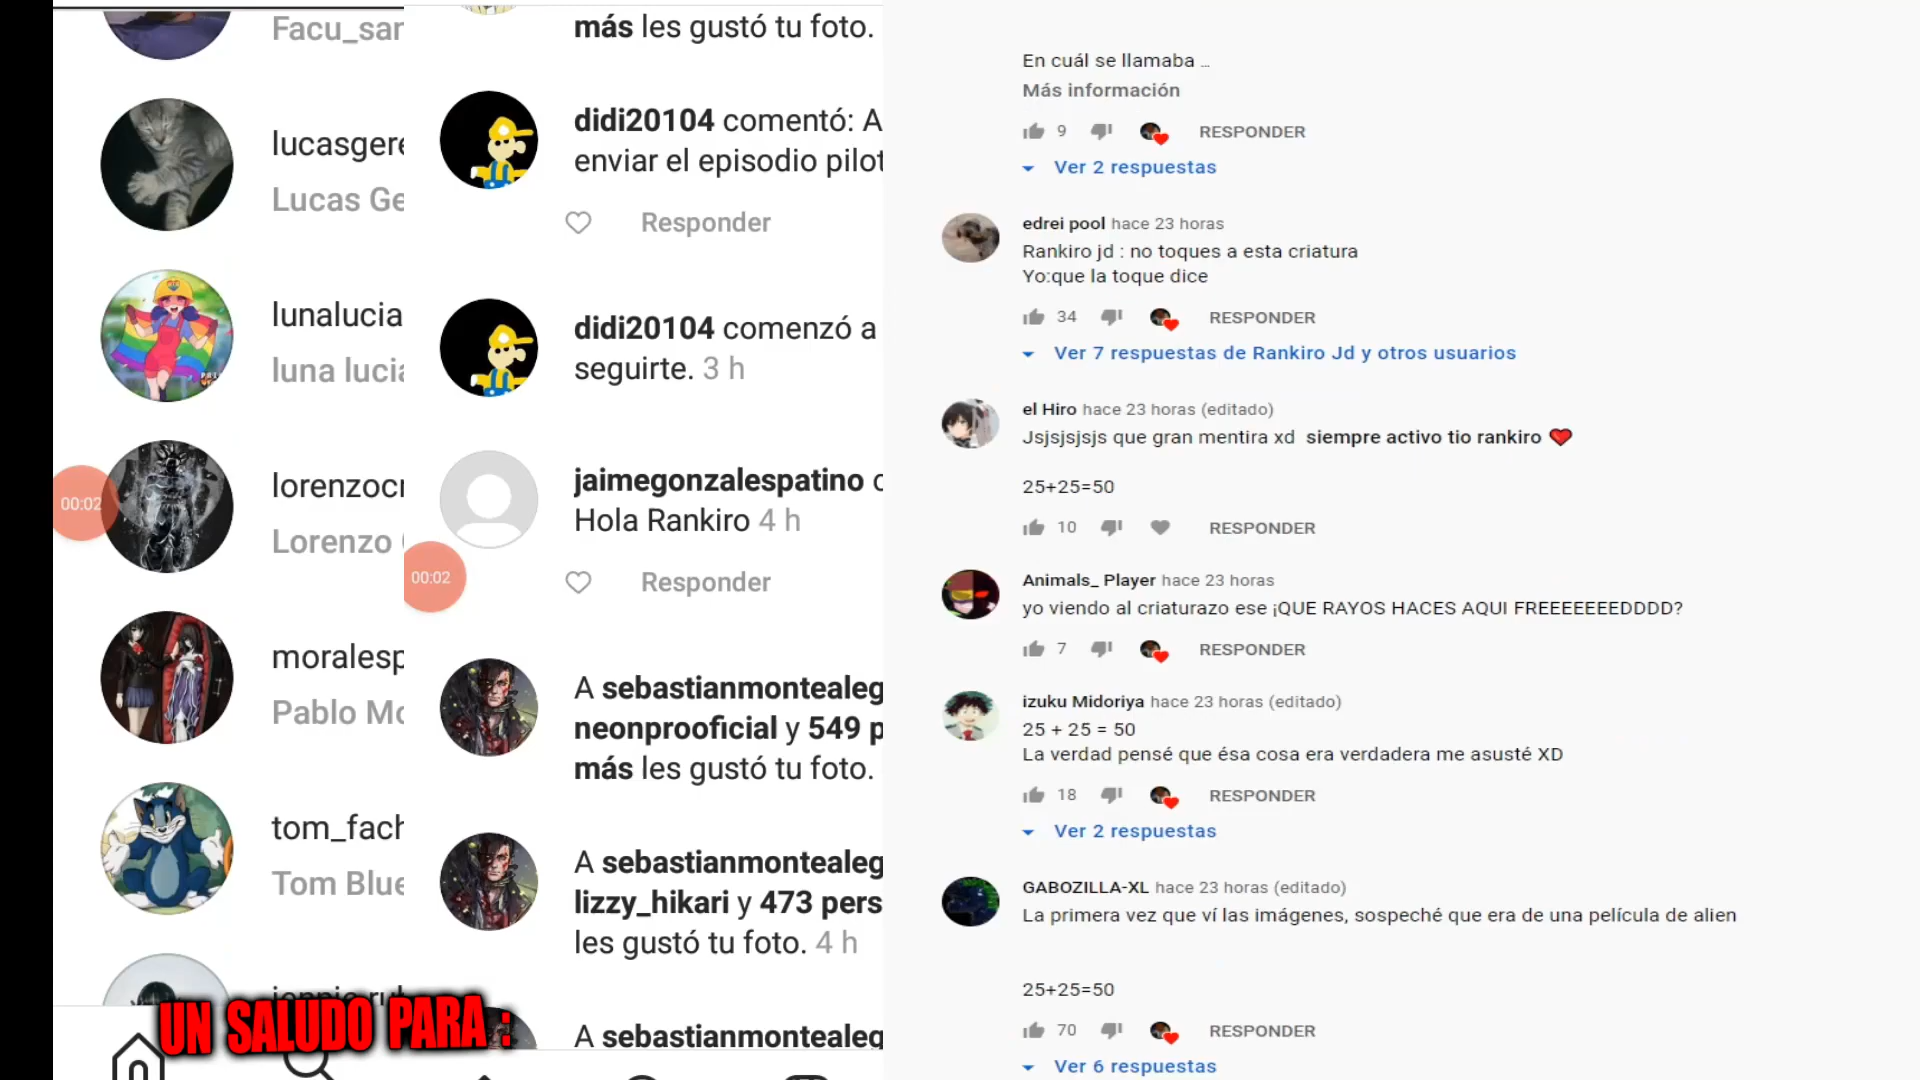 Facu_sar
lucasgere
Lucas Ge
lunalucia
luna lucia
00:02
lorenzocr
Lorenzo
moralesp
Pablo Mo
tom_fach
Tom Blue
UN SALUDO PARA :
más les gustó tu foto.
didi20104 comentó: A
enviar el episodio pilot
Responder
didi20104 comenzó a
seguirte. 3 h
jaimegonzalespatino c
Hola Rankiro 4 h
00:02
Responder
A sebastianmontealeg
neonprooficial y 549 p
más les gustó tu foto.
A sebastianmontealeg
lizzy_hikari y 473 pers
les gustó tu foto. 4 h
A sebastianmontealeg
En cuál se llamaba ...
Más información
9 RESPONDER
Ver 2 respuestas
edrei pool hace 23 horas
Rankiro jd : no toques a esta criatura
Yo:que la toque dice
34 RESPONDER
Ver 7 respuestas de Rankiro Jd y otros usuarios
el Hiro hace 23 horas (editado)
Jsjsjsjsjs que gran mentira xd siempre activo tio rankiro ❤
25+25=50
10 RESPONDER
Animals_ Player hace 23 horas
yo viendo al criaturazo ese ¡QUE RAYOS HACES AQUI FREEEEEEDDDD?
7 RESPONDER
izuku Midoriya hace 23 horas (editado)
25 + 25 = 50
La verdad pensé que ésa cosa era verdadera me asusté XD
18 RESPONDER
Ver 2 respuestas
GABOZILLA-XL hace 23 horas (editado)
La primera vez que ví las imágenes, sospeché que era de una película de alien
25+25=50
70 RESPONDER
Ver 6 respuestas